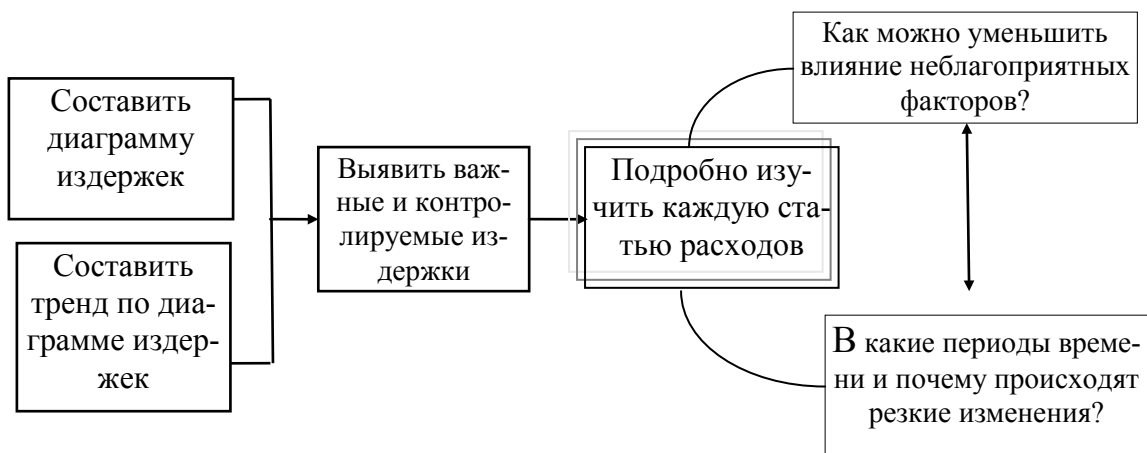 Составить
диаграмму
издержек
Составить
тренд по диа-
грамме издер-
жек
Выявить важ-
ные и контро-
лируемые из-
держки
Подробно изу-
чить каждую ста-
тью расходов
Как можно уменьшить
влияние неблагоприятных
факторов?
В какие периоды време-
ни и почему происходят
резкие изменения?